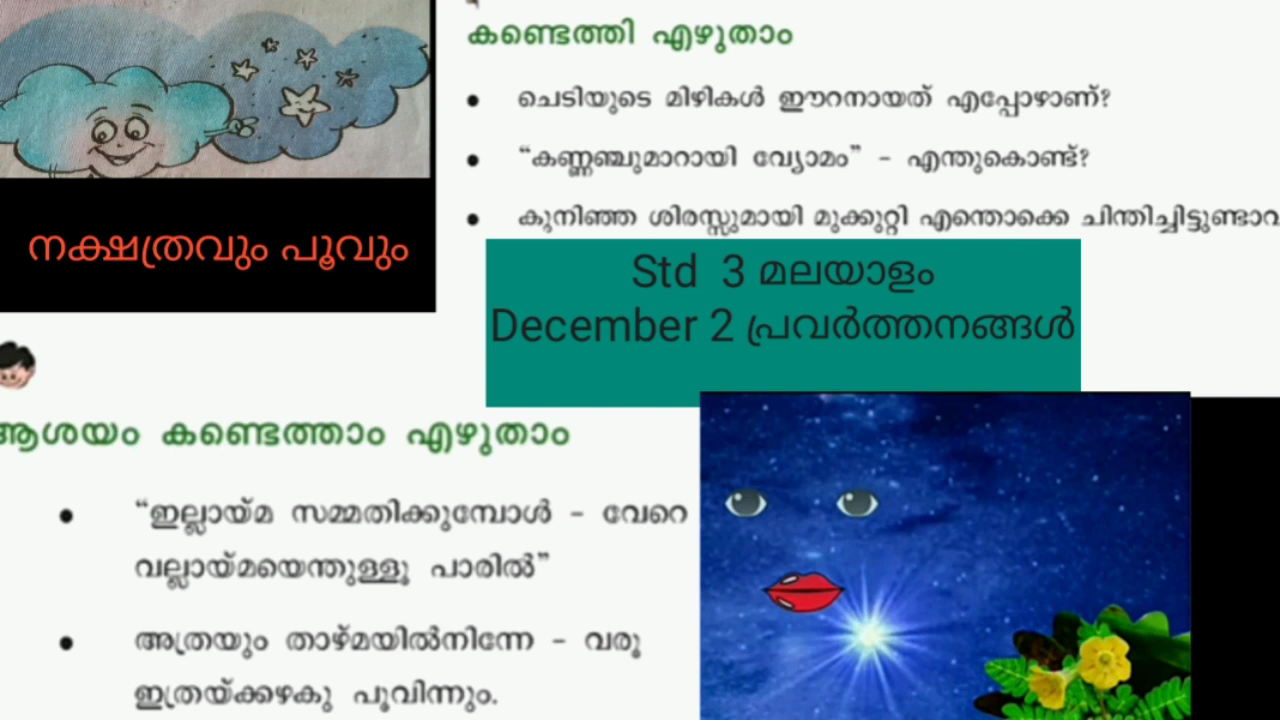 കണ്ടെത്തി എഴുതാം
• ചെടിയുടെ മിഴികൾ ഈറനായത് എപ്പോഴാണ്?
• “കണ്ണഞ്ചുമാറായി വ്യോമം” – എന്തുകൊണ്ട്?
• കുനിഞ്ഞ ശിരസ്സുമായി മുക്കുറ്റി എന്തൊക്കെ
നക്ഷത്രവും പൂവും
Std 3 മലയാളം
December 2 പ്രവർത്തനങ്ങൾ
ആശയം കണ്ടെത്താം എഴുതാം
• “ഇല്ലായ്മ സമ്മതിക്കുമ്പോൾ – വേറെ
വല്ലായ്മയെന്തുള്ളൂ പാരിൽ”
• അത്രയും താഴ്മയിൽനിന്നേ – വരൂ
ഇത്രയ്ക്കഴകു പൂവിന്നും.